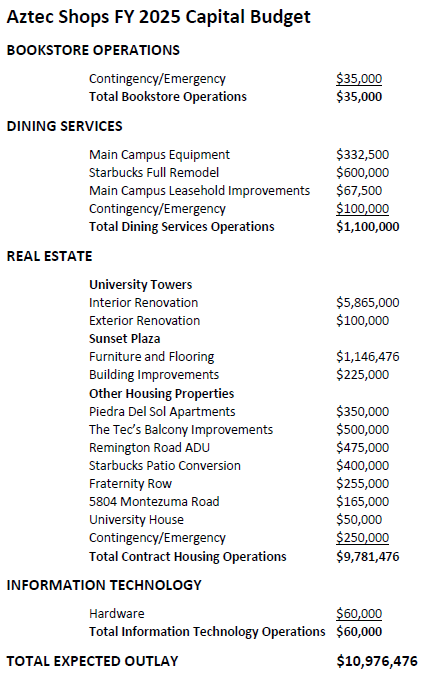 Aztec Shops FY 2025 Capital Budget
BOOKSTORE OPERATIONS
Contingency/Emergency $35,000
Total Bookstore Operations $35,000
DINING SERVICES
Main Campus Equipment $332,500
Starbucks Full Remodel $600,000
Main Campus Leasehold Improvements $67,500
Contingency/Emergency $100,000
Total Dining Services Operations $1,100,000
REAL ESTATE
University Towers
Interior Renovation $5,865,000
Exterior Renovation $100,000
Sunset Plaza
Furniture and Flooring $1,146,476
Building Improvements $225,000
Other Housing Properties
Piedra Del Sol Apartments $350,000
The Tec's Balcony Improvements $500,000
Remington Road ADU $475,000
Starbucks Patio Conversion $400,000
Fraternity Row $255,000
5804 Montezuma Road $165,000
University House $50,000
Contingency/Emergency $250,000
Total Contract Housing Operations $9,781,476
INFORMATION TECHNOLOGY
Hardware $60,000
Total Information Technology Operations $60,000
TOTAL EXPECTED OUTLAY $10,976,476